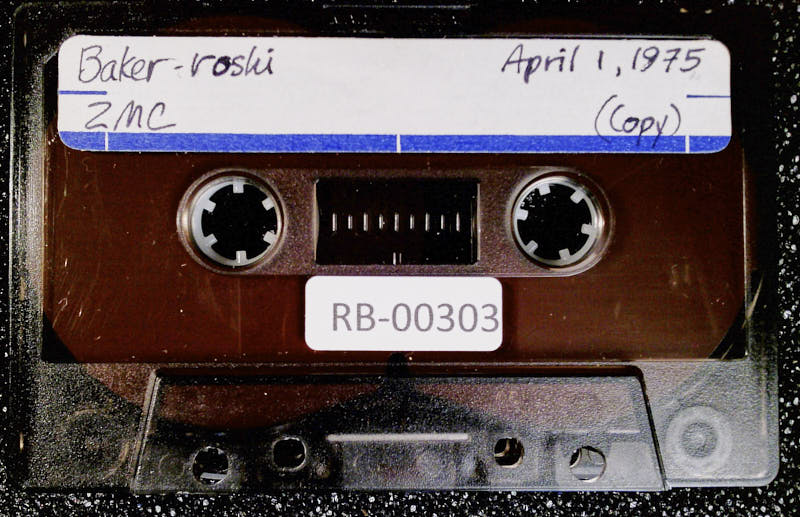 Baker-roshi April 1, 1975
ZMC (Copy)
RB-00303